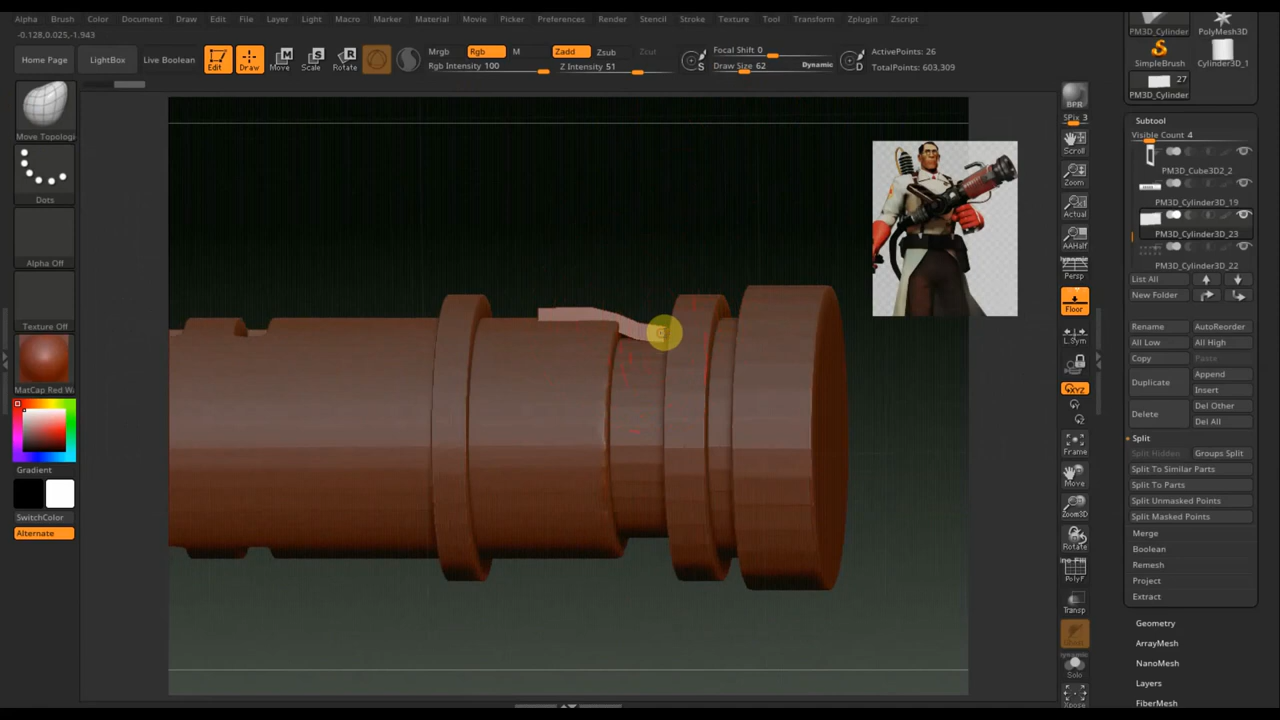 Alpha Brush Color Document Draw Edit File Layer Light Macro Marker Material Movie Picker Preferences Render Stencil Stroke Texture Tool Transform Zplugin Zscript
-0.128,0.025,-1.943
Home Page LightBox Live Boolean Edit Draw Move Scale Rotate
Mrgb Rgb M Zadd Zsub Zcut
Rgb Intensity 100 Z Intensity 51
S Focal Shift 0
Draw Size 62 Dynamic D
ActivePoints: 26
TotalPoints: 603,309
Move Topologi
Dots
Alpha Off
Texture Off
MatCap Red Wa
Gradient
SwitchColor
Alternate
BPR
SPix 3
Scroll
Zoom
Actual
AAHalf
Dynamic
Persp
Floor
L.Sym
XYZ
Frame
Move
Zoom3D
Rotate
Line Fill
PolyF
Transp
Dynamic
Solo
Xpose
PM3D_Cylinder PolyMesh3D
SimpleBrush Cylinder3D_1
27
PM3D_Cylinder
Subtool
Visible Count 4
PM3D_Cube3D2_2
PM3D_Cylinder3D_19
PM3D_Cylinder3D_23
PM3D_Cylinder3D_22
List All
New Folder
Rename AutoReorder
All Low All High
Copy Paste
Duplicate Append
Insert
Delete Del Other
Del All
Split
Split Hidden Groups Split
Split To Similar Parts
Split To Parts
Split Unmasked Points
Split Masked Points
Merge
Boolean
Remesh
Project
Extract
Geometry
ArrayMesh
NanoMesh
Layers
FiberMesh